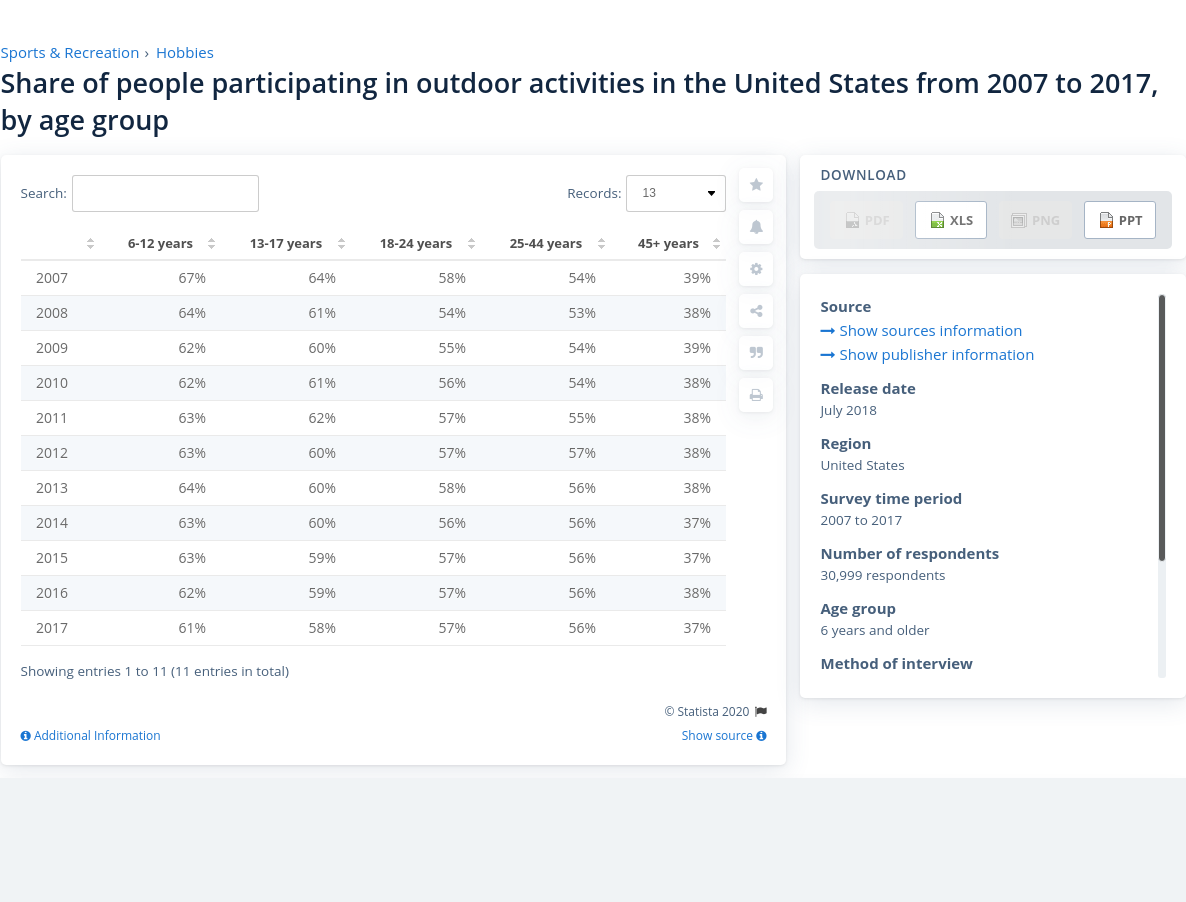 Sports & Recreation › Hobbies
Share of people participating in outdoor activities in the United States from 2007 to 2017,
by age group
Search:
Records: 13
6-12 years 13-17 years 18-24 years 25-44 years 45+ years
2007 67% 64% 58% 54% 39%
2008 64% 61% 54% 53% 38%
2009 62% 60% 55% 54% 39%
2010 62% 61% 56% 54% 38%
2011 63% 62% 57% 55% 38%
2012 63% 60% 57% 57% 38%
2013 64% 60% 58% 56% 38%
2014 63% 60% 56% 56% 37%
2015 63% 59% 57% 56% 37%
2016 62% 59% 57% 56% 38%
2017 61% 58% 57% 56% 37%
Showing entries 1 to 11 (11 entries in total)
© Statista 2020
Additional Information
Show source
DOWNLOAD
PDF XLS PNG PPT
Source
Show sources information
Show publisher information
Release date
July 2018
Region
United States
Survey time period
2007 to 2017
Number of respondents
30,999 respondents
Age group
6 years and older
Method of interview